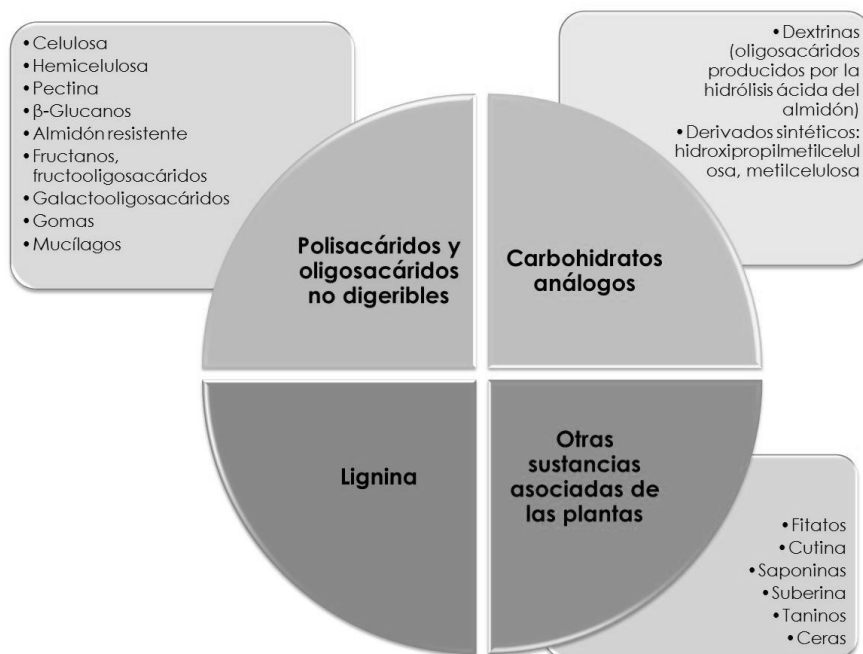 •Celulosa
•Hemicelulosa
•Pectina
•β-Glucanos
•Almidón resistente
•Fructanos,
fructooligosacáridos
•Galactooligosacáridos
•Gomas
•Mucílagos
•Dextrinas
(oligosacáridos
producidos por la
hidrólisis ácida del
almidón)
•Derivados sintéticos:
hidroxipropilmetilcelul
osa, metilcelulosa
Polisacáridos y
oligosacáridos
no digeribles
Carbohidratos
análogos
Lignina
Otras
sustancias
asociadas de
las plantas
•Fitatos
•Cutina
•Saponinas
•Suberina
•Taninos
•Ceras